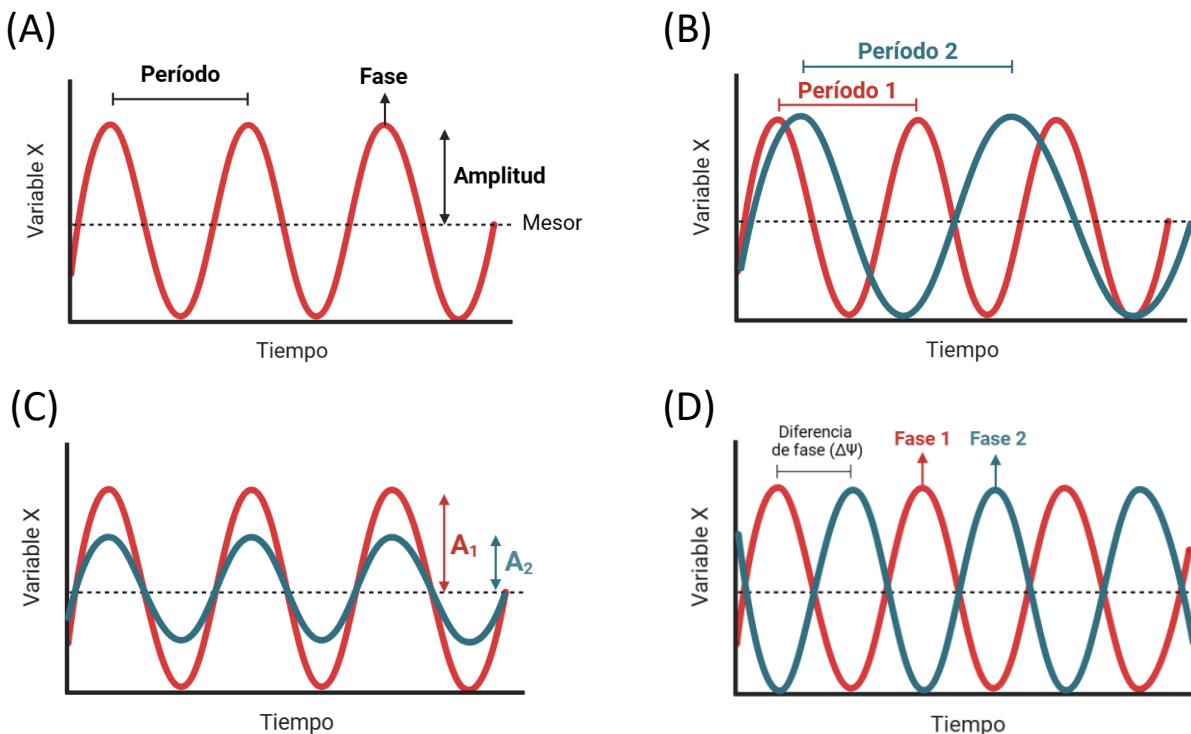 (A)
Período
Fase
Amplitud
Mesor
Variable X
Tiempo
(B)
Período 2
Período 1
Variable X
Tiempo
(C)
A₁
A₂
Variable X
Tiempo
(D)
Diferencia
de fase (ΔΨ)
Fase 1
Fase 2
Variable X
Tiempo